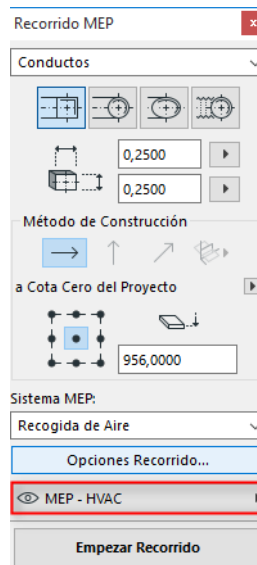 Recorrido MEP
Conductos
0,2500
0,2500
Método de Construcción
a Cota Cero del Proyecto
956,0000
Sistema MEP:
Recogida de Aire
Opciones Recorrido...
MEP - HVAC
Empezar Recorrido